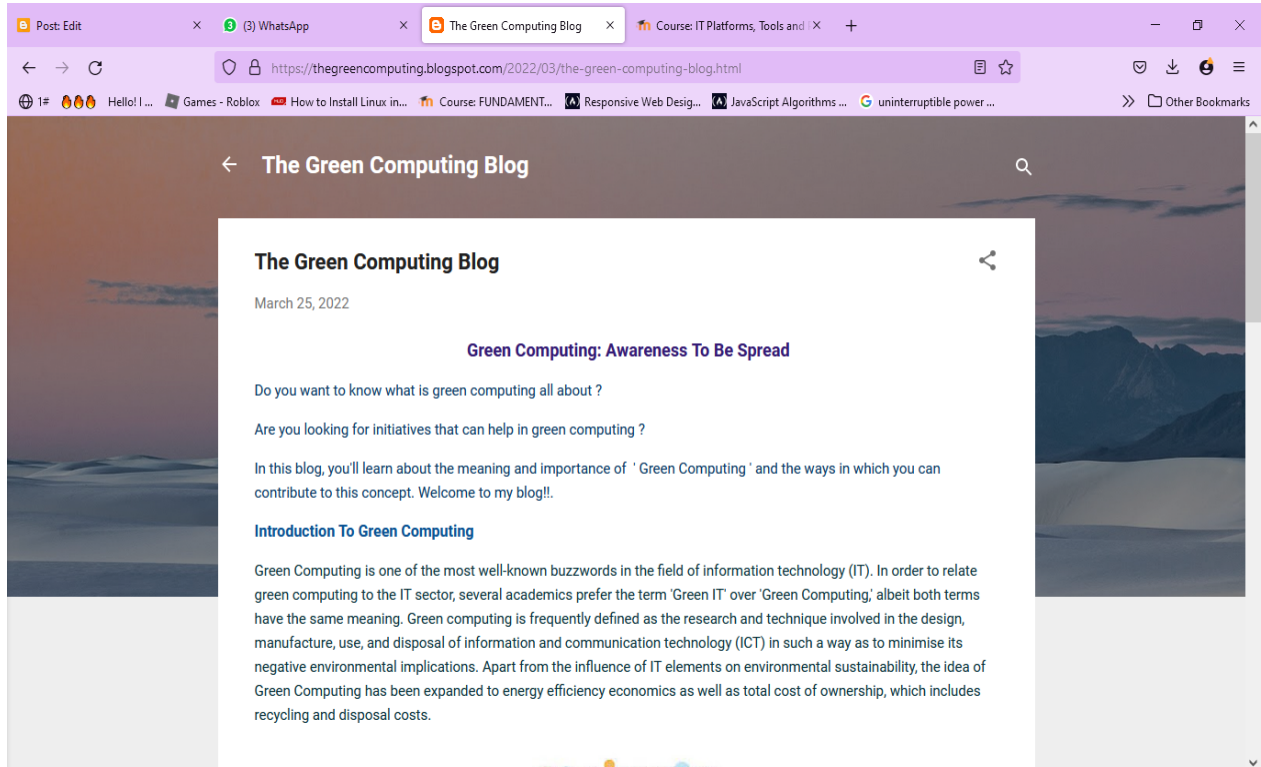 Post: Edit
(3) WhatsApp
The Green Computing Blog
Course: IT Platforms, Tools and
https://thegreencomputing.blogspot.com/2022/03/the-green-computing-blog.html
1# Hello! I ... Games - Roblox How to Install Linux in... Course: FUNDAMENT... Responsive Web Desig... JavaScript Algorithms ... uninterruptible power ... Other Bookmarks
The Green Computing Blog
The Green Computing Blog
March 25, 2022
Green Computing: Awareness To Be Spread
Do you want to know what is green computing all about ?
Are you looking for initiatives that can help in green computing ?
In this blog, you'll learn about the meaning and importance of ' Green Computing ' and the ways in which you can
contribute to this concept. Welcome to my blog!!.
Introduction To Green Computing
Green Computing is one of the most well-known buzzwords in the field of information technology (IT). In order to relate
green computing to the IT sector, several academics prefer the term 'Green IT' over 'Green Computing,' albeit both terms
have the same meaning. Green computing is frequently defined as the research and technique involved in the design,
manufacture, use, and disposal of information and communication technology (ICT) in such a way as to minimise its
negative environmental implications. Apart from the influence of IT elements on environmental sustainability, the idea of
Green Computing has been expanded to energy efficiency economics as well as total cost of ownership, which includes
recycling and disposal costs.